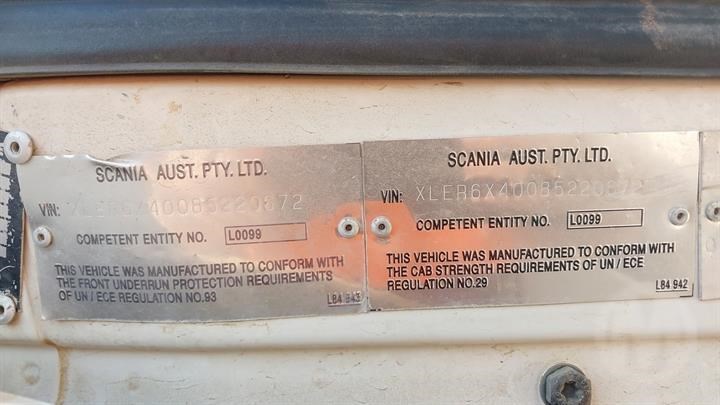 SCANIA AUST. PTY. LTD.
VIN: XLER6X40085220672
COMPETENT ENTITY NO. L0099
THIS VEHICLE WAS MANUFACTURED TO CONFORM WITH
THE FRONT UNDERRUN PROTECTION REQUIREMENTS
OF UN / ECE REGULATION NO.93
L84 943
SCANIA AUST. PTY. LTD.
VIN: XLER6X40085220672
COMPETENT ENTITY NO. L0099
THIS VEHICLE WAS MANUFACTURED TO CONFORM WITH
THE CAB STRENGTH REQUIREMENTS OF UN / ECE
REGULATION NO.29
L84 942